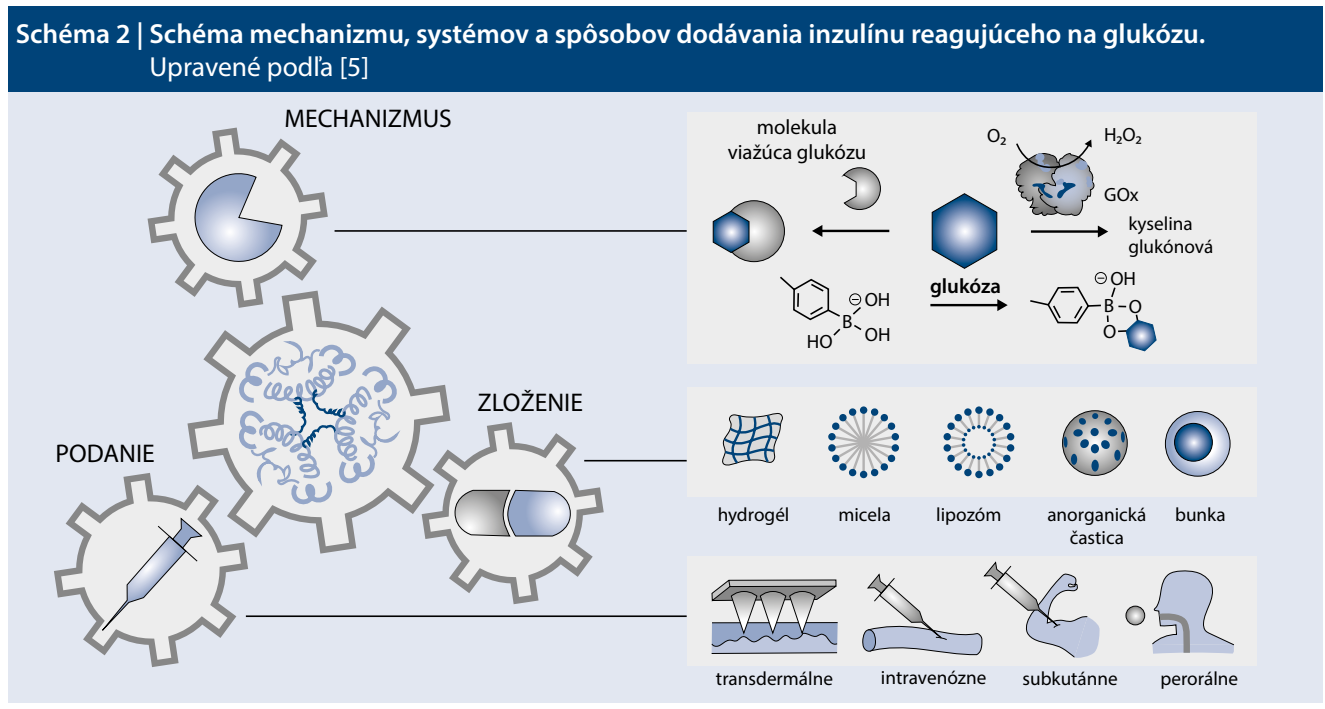 Schéma 2 | Schéma mechanizmu, systémov a spôsobov dodávania inzulínu reagujúceho na glukózu.
Upravené podľa [5]
MECHANIZMUS
molekula
viažúca glukózu
O₂
H₂O₂
GOx
kyselina
glukónová
glukóza
⊖
OH
B
HO
OH
⊖
OH
B
O
O
ZLOŽENIE
hydrogél
micela
lipozóm
anorganická
častica
bunka
PODANIE
transdermálne
intravenózne
subkutánne
perorálne